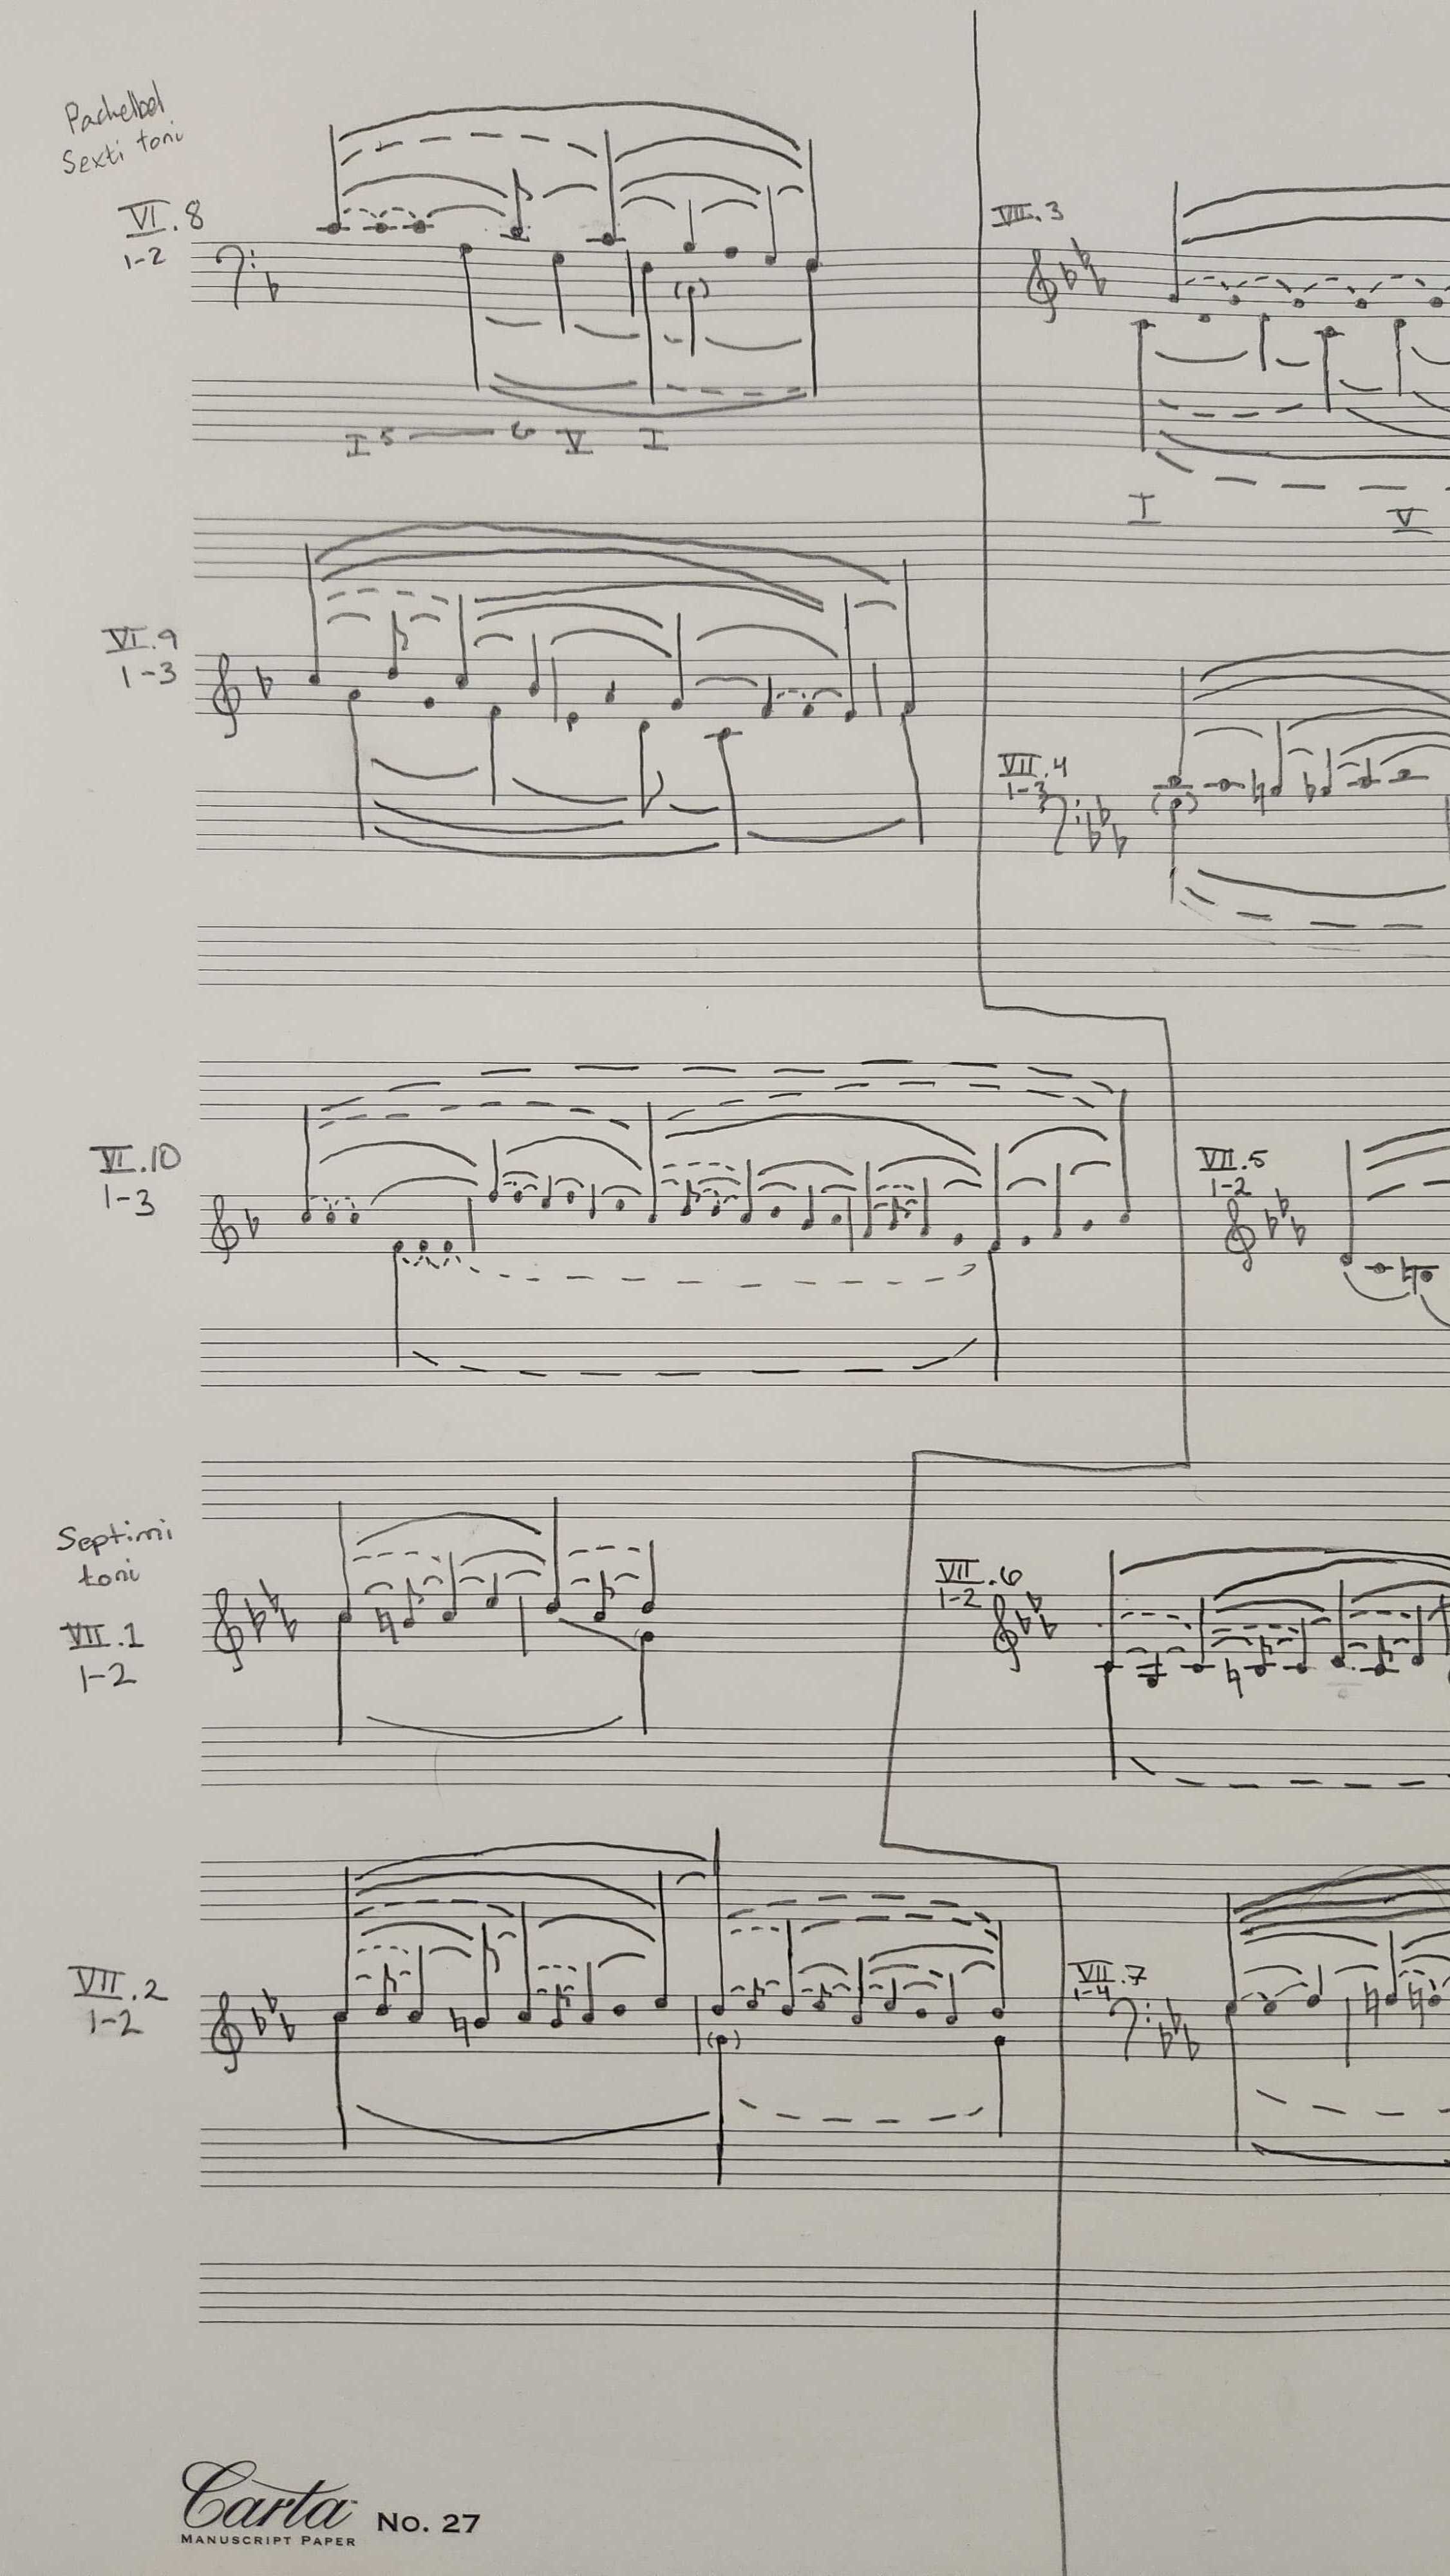 Pachelbel
Sexti toni
VI.8
1-2
I 5 6 V I
VI.9
1-3
VI.10
1-3
Septimi
toni
VII.1
1-2
VII.2
1-2
VII.3
I V
VII.4
1-3
VII.5
1-2
VII.6
1-2
VII.7
1-4
Carta
MANUSCRIPT PAPER
No. 27